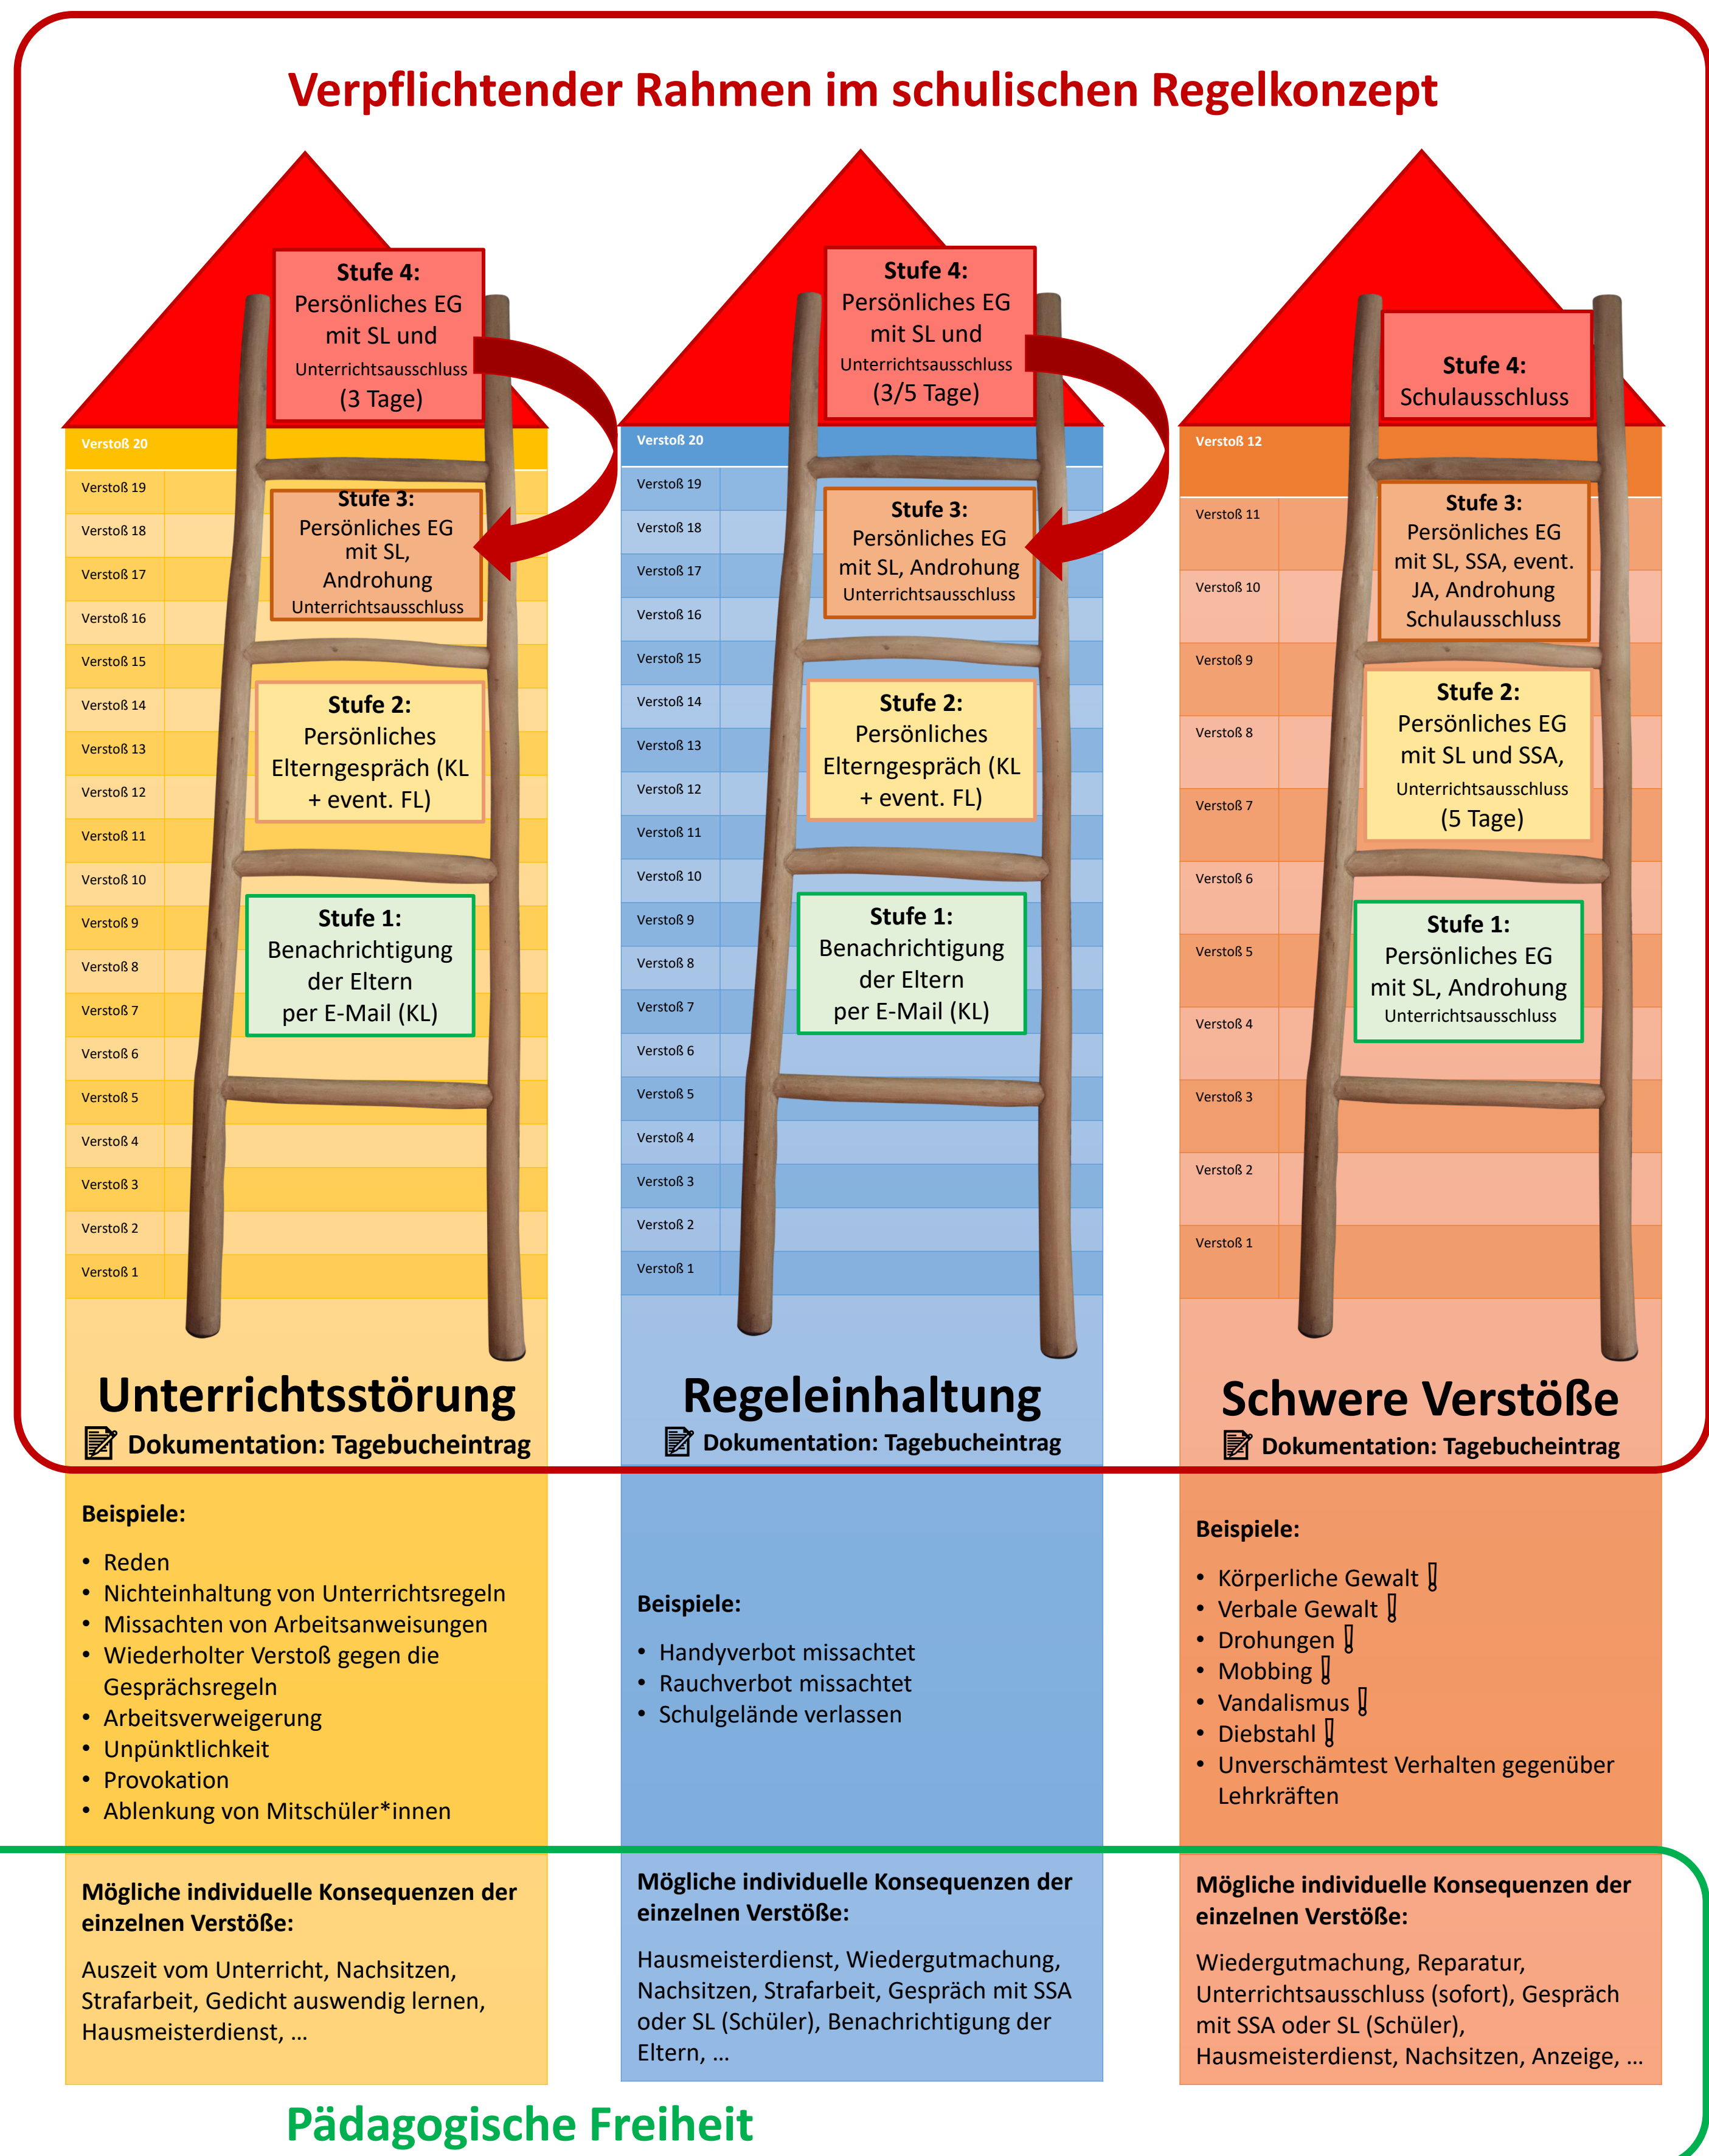 Verpflichtender Rahmen im schulischen Regelkonzept
Stufe 4:
Persönliches EG
mit SL und
Unterrichtsausschluss
(3 Tage)
Verstoß 20
Verstoß 19
Verstoß 18
Verstoß 17
Verstoß 16
Verstoß 15
Verstoß 14
Verstoß 13
Verstoß 12
Verstoß 11
Verstoß 10
Verstoß 9
Verstoß 8
Verstoß 7
Verstoß 6
Verstoß 5
Verstoß 4
Verstoß 3
Verstoß 2
Verstoß 1
Stufe 3:
Persönliches EG
mit SL,
Androhung
Unterrichtsausschluss
Stufe 2:
Persönliches
Elterngespräch (KL
+ event. FL)
Stufe 1:
Benachrichtigung
der Eltern
per E-Mail (KL)
Unterrichtsstörung
Dokumentation: Tagebucheintrag
Beispiele:
• Reden
• Nichteinhaltung von Unterrichtsregeln
• Missachten von Arbeitsanweisungen
• Wiederholter Verstoß gegen die
Gesprächsregeln
• Arbeitsverweigerung
• Unpünktlichkeit
• Provokation
• Ablenkung von Mitschüler*innen
Mögliche individuelle Konsequenzen der
einzelnen Verstöße:
Auszeit vom Unterricht, Nachsitzen,
Strafarbeit, Gedicht auswendig lernen,
Hausmeisterdienst, ...
Stufe 4:
Persönliches EG
mit SL und
Unterrichtsausschluss
(3/5 Tage)
Verstoß 20
Verstoß 19
Verstoß 18
Verstoß 17
Verstoß 16
Verstoß 15
Verstoß 14
Verstoß 13
Verstoß 12
Verstoß 11
Verstoß 10
Verstoß 9
Verstoß 8
Verstoß 7
Verstoß 6
Verstoß 5
Verstoß 4
Verstoß 3
Verstoß 2
Verstoß 1
Stufe 3:
Persönliches EG
mit SL, Androhung
Unterrichtsausschluss
Stufe 2:
Persönliches
Elterngespräch (KL
+ event. FL)
Stufe 1:
Benachrichtigung
der Eltern
per E-Mail (KL)
Regeleinhaltung
Dokumentation: Tagebucheintrag
Beispiele:
• Handyverbot missachtet
• Rauchverbot missachtet
• Schulgelände verlassen
Mögliche individuelle Konsequenzen der
einzelnen Verstöße:
Hausmeisterdienst, Wiedergutmachung,
Nachsitzen, Strafarbeit, Gespräch mit SSA
oder SL (Schüler), Benachrichtigung der
Eltern, ...
Stufe 4:
Schulausschluss
Verstoß 12
Verstoß 11
Verstoß 10
Verstoß 9
Verstoß 8
Verstoß 7
Verstoß 6
Verstoß 5
Verstoß 4
Verstoß 3
Verstoß 2
Verstoß 1
Stufe 3:
Persönliches EG
mit SL, SSA, event.
JA, Androhung
Schulausschluss
Stufe 2:
Persönliches EG
mit SL und SSA,
Unterrichtsausschluss
(5 Tage)
Stufe 1:
Persönliches EG
mit SL, Androhung
Unterrichtsausschluss
Schwere Verstöße
Dokumentation: Tagebucheintrag
Beispiele:
• Körperliche Gewalt !
• Verbale Gewalt !
• Drohungen !
• Mobbing !
• Vandalismus !
• Diebstahl !
• Unverschämtest Verhalten gegenüber
Lehrkräften
Mögliche individuelle Konsequenzen der
einzelnen Verstöße:
Wiedergutmachung, Reparatur,
Unterrichtsausschluss (sofort), Gespräch
mit SSA oder SL (Schüler),
Hausmeisterdienst, Nachsitzen, Anzeige, ...
Pädagogische Freiheit